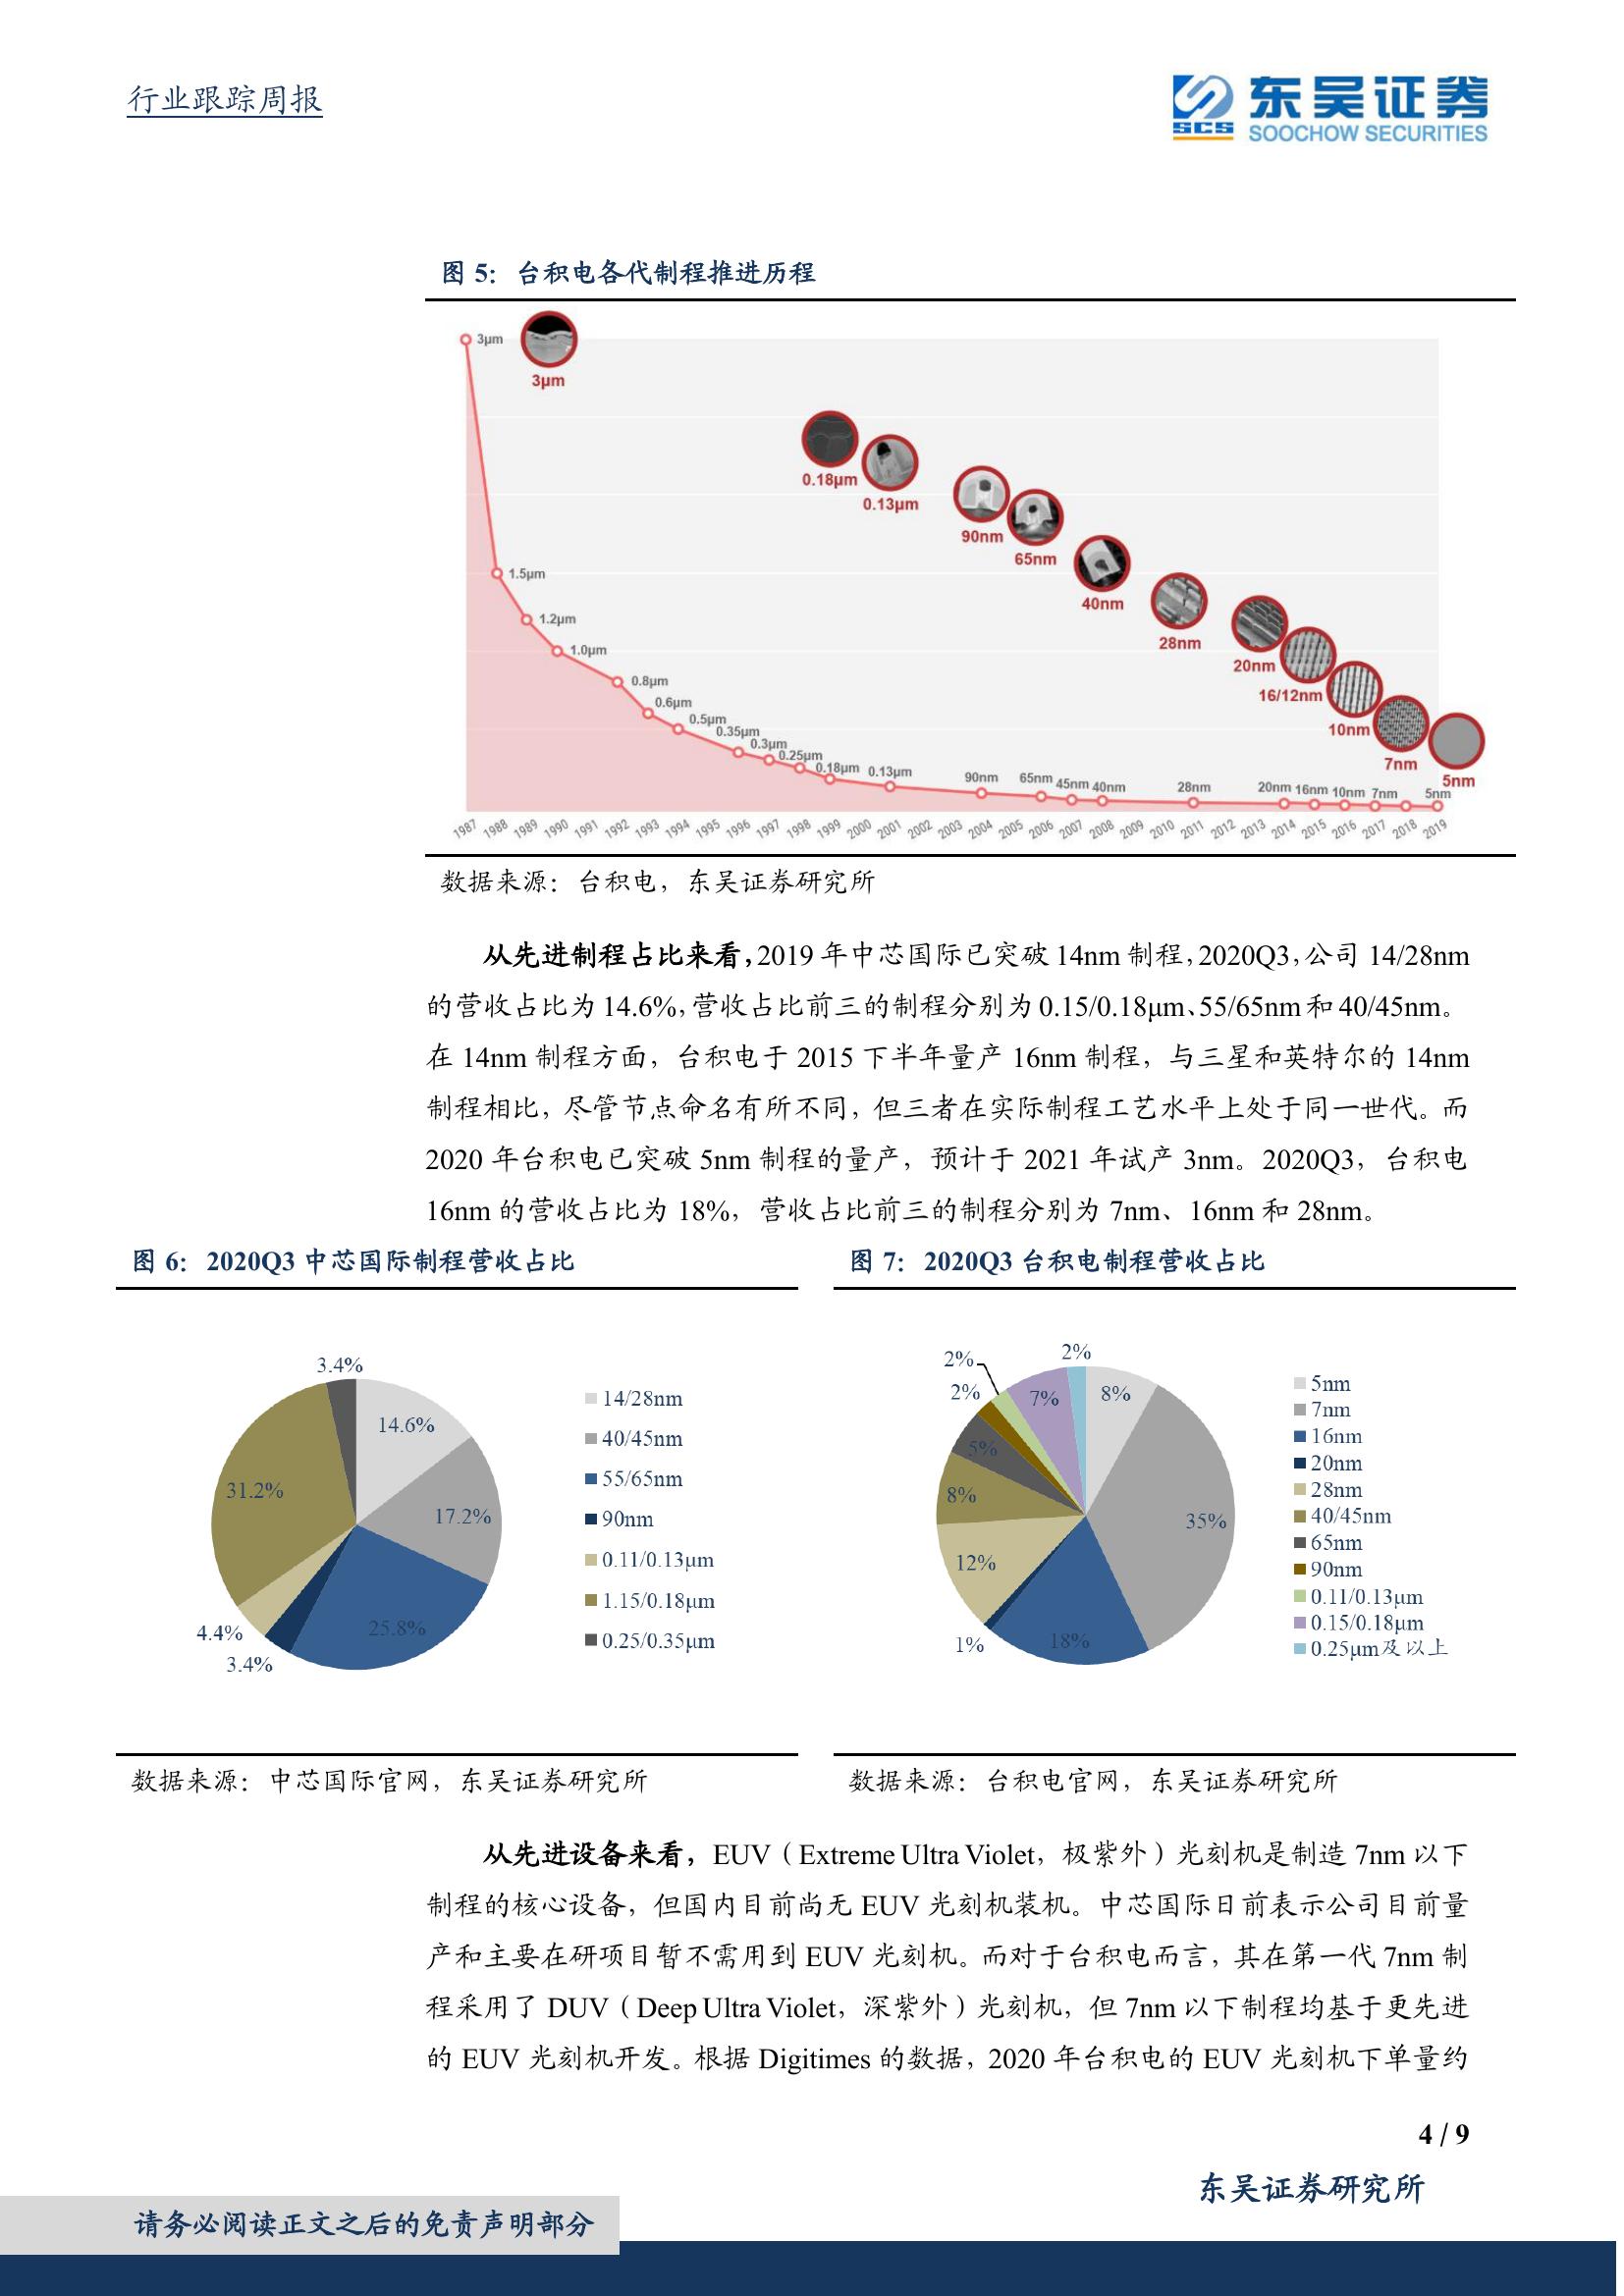 行业跟踪周报
SCS
东吴证券
SOOCHOW SECURITIES
图 5：台积电各代制程推进历程
3μm
3μm
0.18μm
0.13μm
90nm
65nm
40nm
28nm
20nm
16/12nm
10nm
7nm
5nm
1.5μm
1.2μm
1.0μm
0.8μm
0.6μm
0.5μm
0.35μm
0.3μm
0.25μm
0.18μm
0.13μm
90nm
65nm
45nm
40nm
28nm
20nm
16nm
10nm
7nm
5nm
1987 1988 1989 1990 1991 1992 1993 1994 1995 1996 1997 1998 1999 2000 2001 2002 2003 2004 2005 2006 2007 2008 2009 2010 2011 2012 2013 2014 2015 2016 2017 2018 2019
数据来源：台积电，东吴证券研究所
从先进制程占比来看，2019 年中芯国际已突破 14nm 制程，2020Q3，公司 14/28nm
的营收占比为 14.6%，营收占比前三的制程分别为 0.15/0.18μm、55/65nm 和 40/45nm。
在 14nm 制程方面，台积电于 2015 下半年量产 16nm 制程，与三星和英特尔的 14nm
制程相比，尽管节点命名有所不同，但三者在实际制程工艺水平上处于同一世代。而
2020 年台积电已突破 5nm 制程的量产，预计于 2021 年试产 3nm。2020Q3，台积电
16nm 的营收占比为 18%，营收占比前三的制程分别为 7nm、16nm 和 28nm。
图 6：2020Q3 中芯国际制程营收占比
3.4%
14.6%
31.2%
17.2%
25.8%
4.4%
3.4%
14/28nm
40/45nm
55/65nm
90nm
0.11/0.13μm
1.15/0.18μm
0.25/0.35μm
数据来源：中芯国际官网，东吴证券研究所
图 7：2020Q3 台积电制程营收占比
2%
2%
2%
7%
8%
5%
8%
35%
12%
1%
18%
5nm
7nm
16nm
20nm
28nm
40/45nm
65nm
90nm
0.11/0.13μm
0.15/0.18μm
0.25μm及以上
数据来源：台积电官网，东吴证券研究所
从先进设备来看，EUV（Extreme Ultra Violet，极紫外）光刻机是制造 7nm 以下
制程的核心设备，但国内目前尚无 EUV 光刻机装机。中芯国际日前表示公司目前量
产和主要在研项目暂不需用到 EUV 光刻机。而对于台积电而言，其在第一代 7nm 制
程采用了 DUV（Deep Ultra Violet，深紫外）光刻机，但 7nm 以下制程均基于更先进
的 EUV 光刻机开发。根据 Digitimes 的数据，2020 年台积电的 EUV 光刻机下单量约
4 / 9
东吴证券研究所
请务必阅读正文之后的免责声明部分